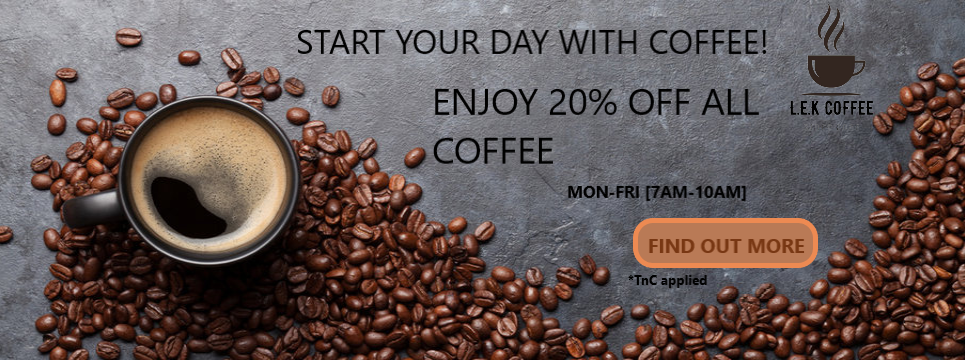 START YOUR DAY WITH COFFEE!
ENJOY 20% OFF ALL
COFFEE
L.E.K COFFEE
MON-FRI [7AM-10AM]
FIND OUT MORE
*TnC applied